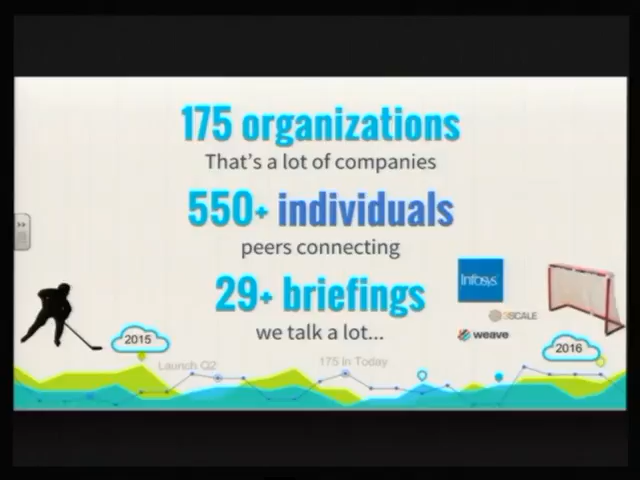 175 organizations
That's a lot of companies
550+ individuals
peers connecting
29+ briefings
we talk a lot...
Infosys
3SCALE
weave
2015
2016
Launch Q2
175 in Today